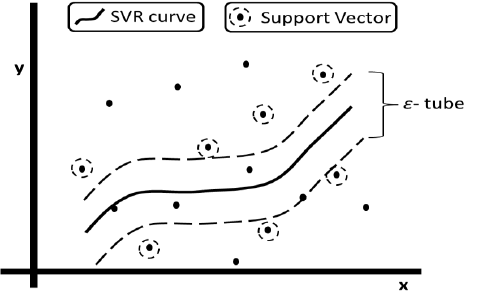 SVR curve
Support Vector
y
ε- tube
x